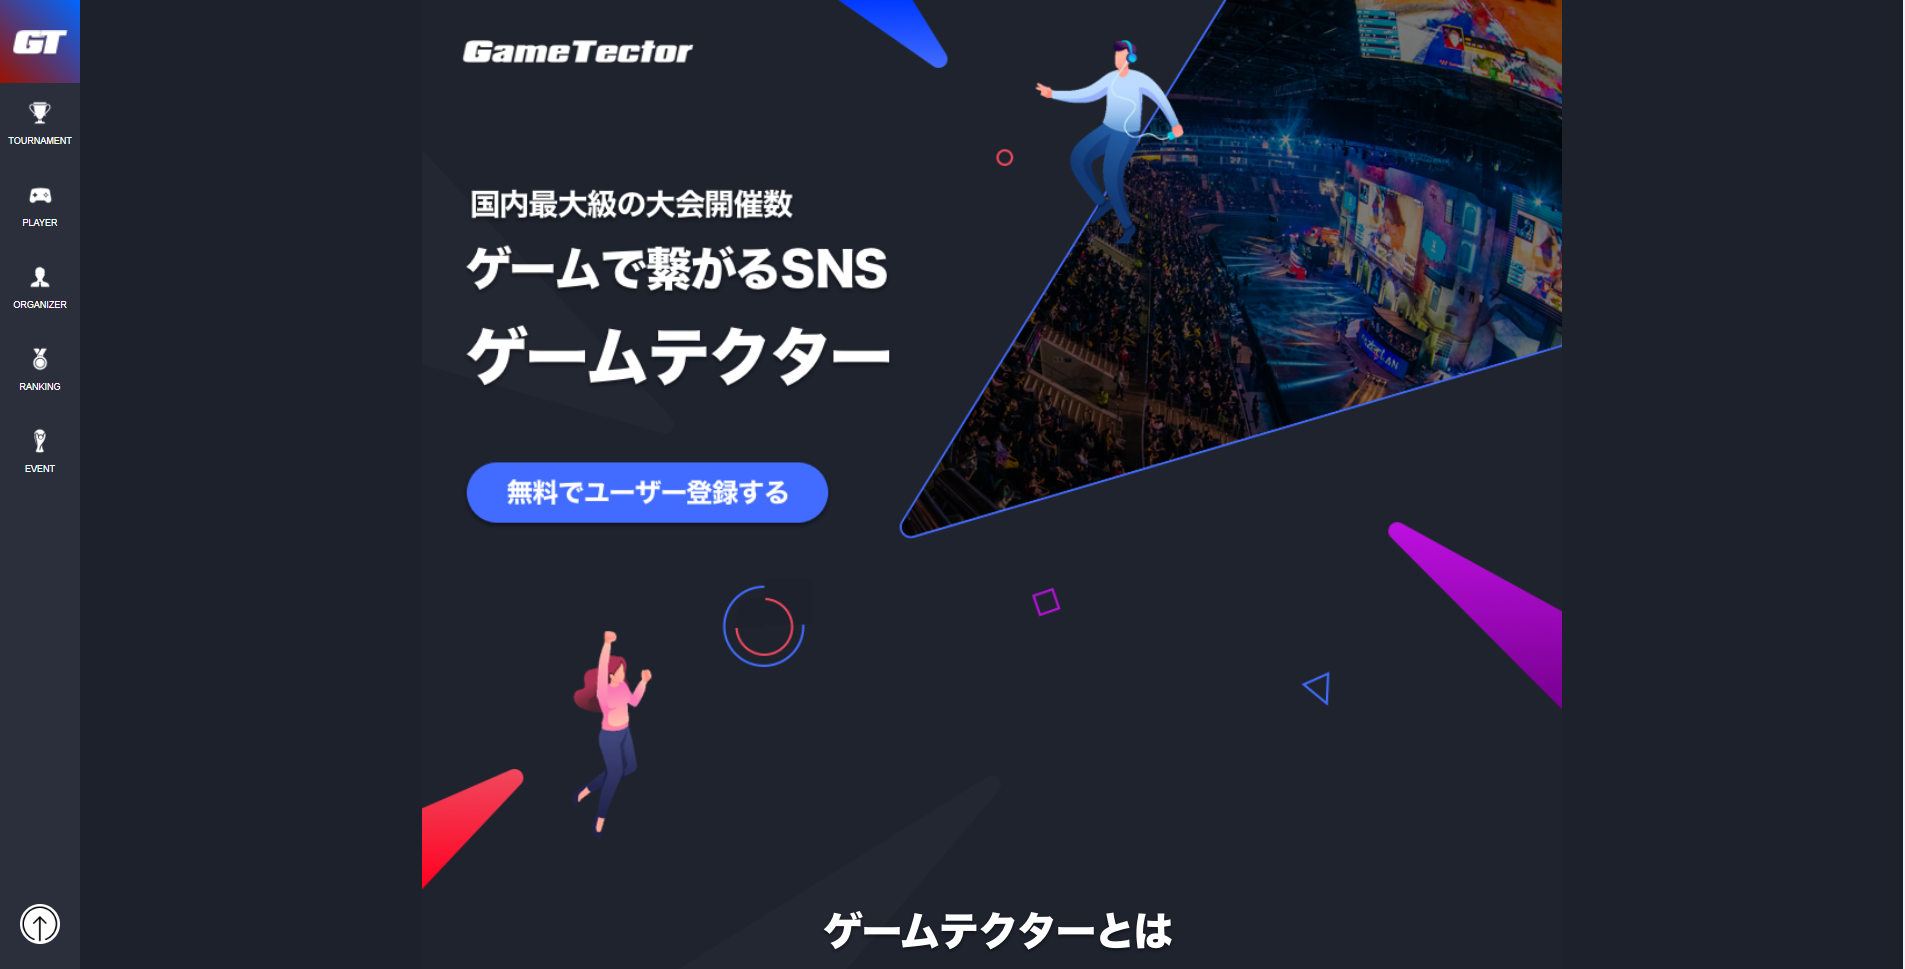 GT
TOURNAMENT
PLAYER
ORGANIZER
RANKING
EVENT
GameTector
国内最大級の大会開催数
ゲームで繋がるSNS
ゲームテクター
無料でユーザー登録する
ゲームテクターとは